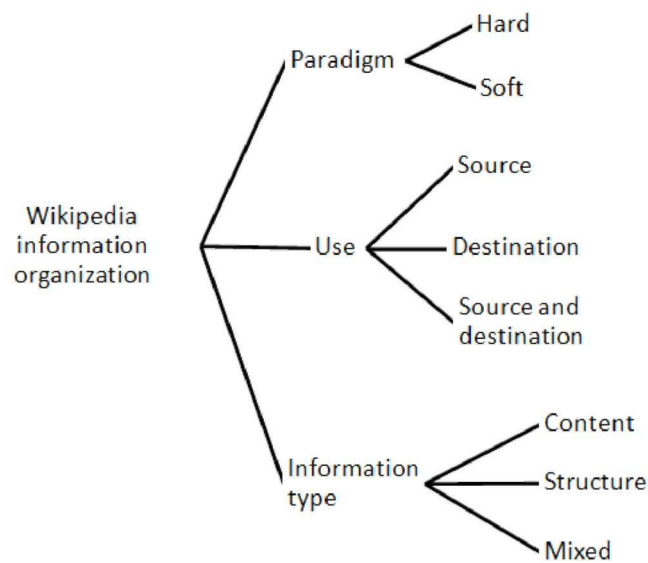 Hard
Paradigm
Soft
Source
Wikipedia
information
organization
Use
Destination
Source and
destination
Content
Information
type
Structure
Mixed